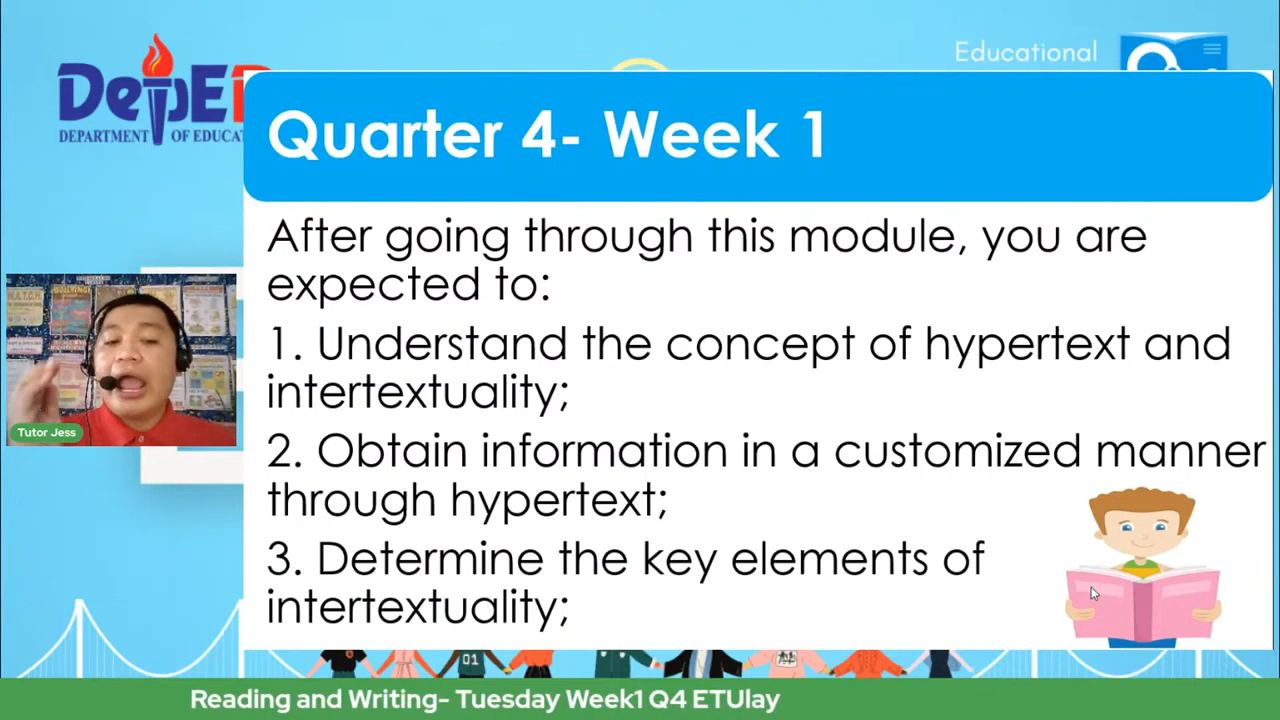 Educational
DepE
DEPARTMENT OF EDUCAT
Quarter 4- Week 1
After going through this module, you are
expected to:
1. Understand the concept of hypertext and
intertextuality;
2. Obtain information in a customized manner
through hypertext;
3. Determine the key elements of
intertextuality;
Tutor Jess
01
Reading and Writing- Tuesday Week1 Q4 ETUlay